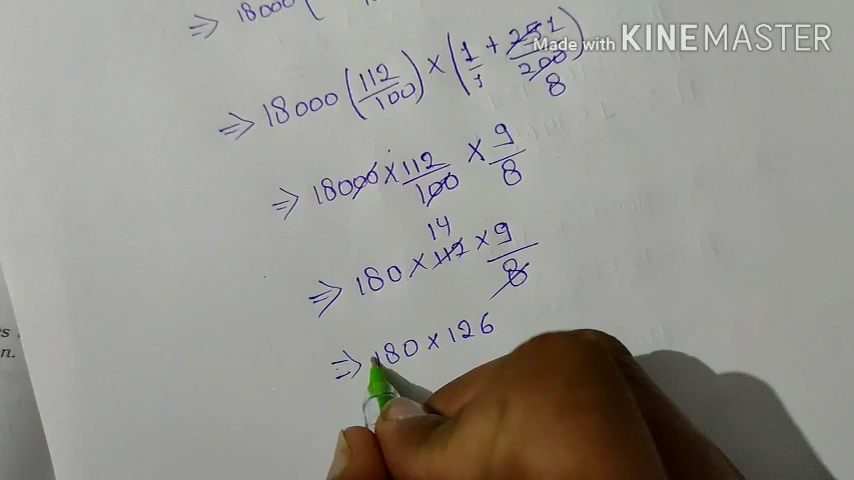 ⇒ 18000 (
Made with KINEMASTER
⇒ 18000 (112/100) × (1/1 + 25 1/200 8)
⇒ 18000 × 112/100 × 9/8
14
⇒ 180 × 112 × 9/8
⇒ 180 × 126
s
n.